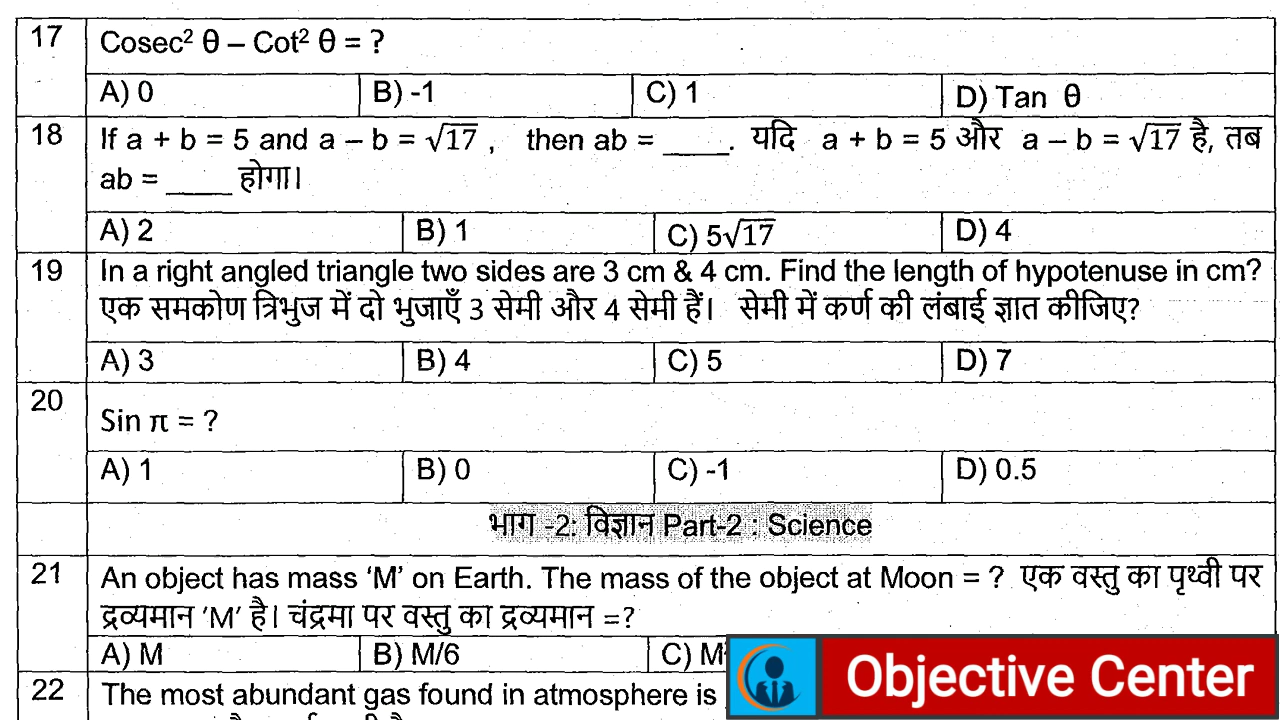 17 Cosec² θ – Cot² θ = ?
A) 0 B) -1 C) 1 D) Tan θ
18 If a + b = 5 and a – b = √17 , then ab = ____. यदि a + b = 5 और a – b = √17 है, तब
ab = ____ होगा।
A) 2 B) 1 C) 5√17 D) 4
19 In a right angled triangle two sides are 3 cm & 4 cm. Find the length of hypotenuse in cm?
एक समकोण त्रिभुज में दो भुजाएँ 3 सेमी और 4 सेमी हैं। सेमी में कर्ण की लंबाई ज्ञात कीजिए?
A) 3 B) 4 C) 5 D) 7
20
Sin π = ?
A) 1 B) 0 C) -1 D) 0.5
भाग -2: विज्ञान Part-2 : Science
21 An object has mass ‘M’ on Earth. The mass of the object at Moon = ? एक वस्तु का पृथ्वी पर
द्रव्यमान ‘M’ है। चंद्रमा पर वस्तु का द्रव्यमान =?
A) M B) M/6 C) M
22 The most abundant gas found in atmosphere is
Objective Center